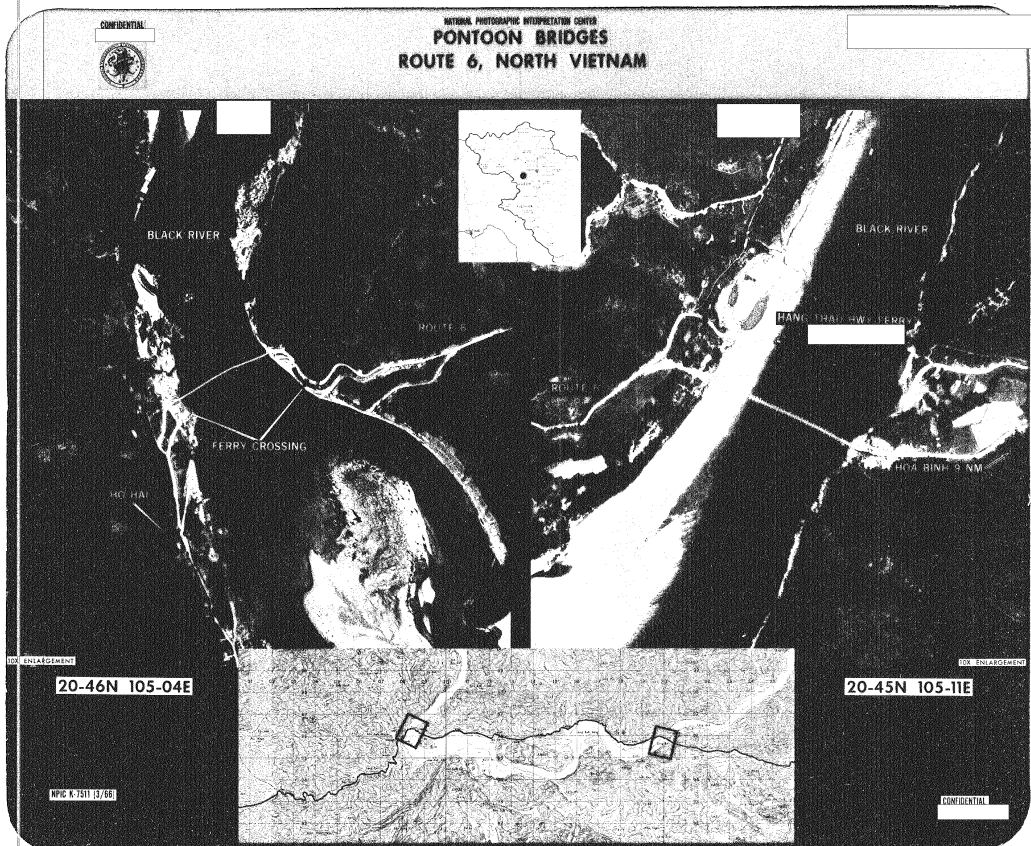 CONFIDENTIAL
NATIONAL PHOTOGRAPHIC INTERPRETATION CENTER
PONTOON BRIDGES
ROUTE 6, NORTH VIETNAM
BLACK RIVER
BLACK RIVER
ROUTE 6
HANG TRAO HWY FERRY
ROUTE 6
FERRY CROSSING
HOA BINH 9 NM
HO HAI
10X ENLARGEMENT
10X ENLARGEMENT
20-46N 105-04E
20-45N 105-11E
NPIC K-7511 (3/66)
CONFIDENTIAL